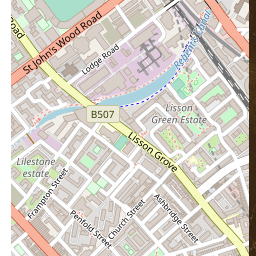 St John's Wood Road
Lodge Road
Regent's Canal
B507
Lisson
Green Estate
Lisson Grove
Lilestone
estate
Frampton Street
Penfold Street
Church Street
Ashbridge Street